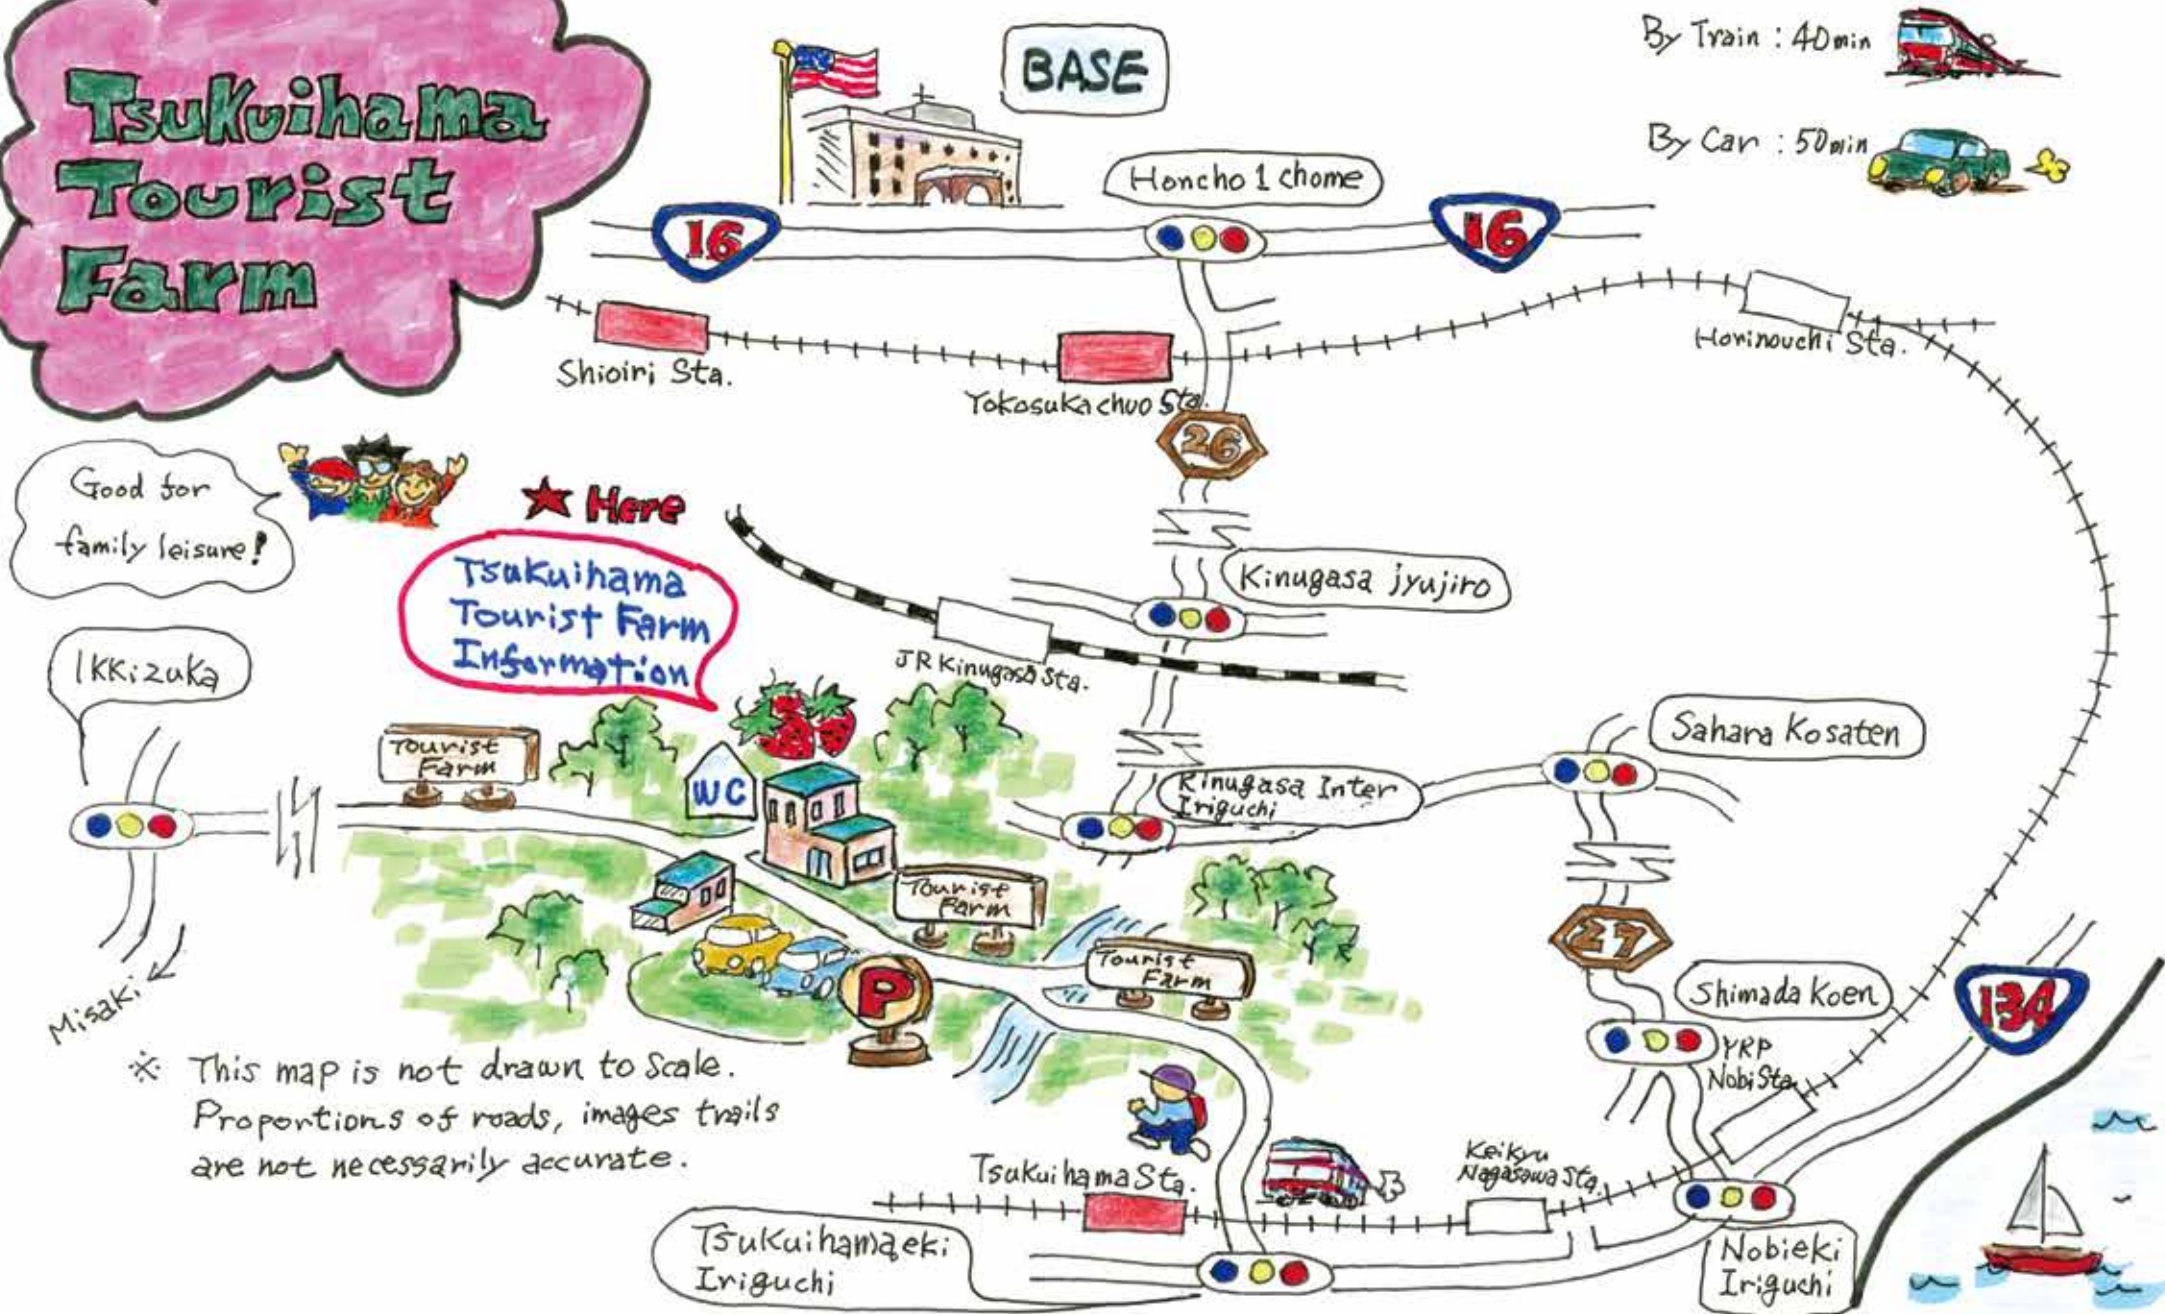 Tsukuihama
Tourist
Farm
BASE
By Train : 40min
By Car : 50min
Honcho 1 chome
16
16
Shioiri Sta.
Yokosuka chuo Sta.
Horinouchi Sta.
26
Good for
family leisure!
★ Here
Tsukuihama
Tourist Farm
Information
Kinugasa jyujiro
JR Kinugasa Sta.
Ikkizuka
Tourist
Farm
WC
Kinugasa Inter
Iriguchi
Sahara Kosaten
Tourist
Farm
27
Tourist
Farm
P
Shimada Koen
134
YRP
Nobi Sta.
Misaki
※ This map is not drawn to scale.
Proportions of roads, images trails
are not necessarily accurate.
Tsukuihama Sta.
Keikyu
Nagasawa Sta.
Tsukuihamaeki
Iriguchi
Nobieki
Iriguchi